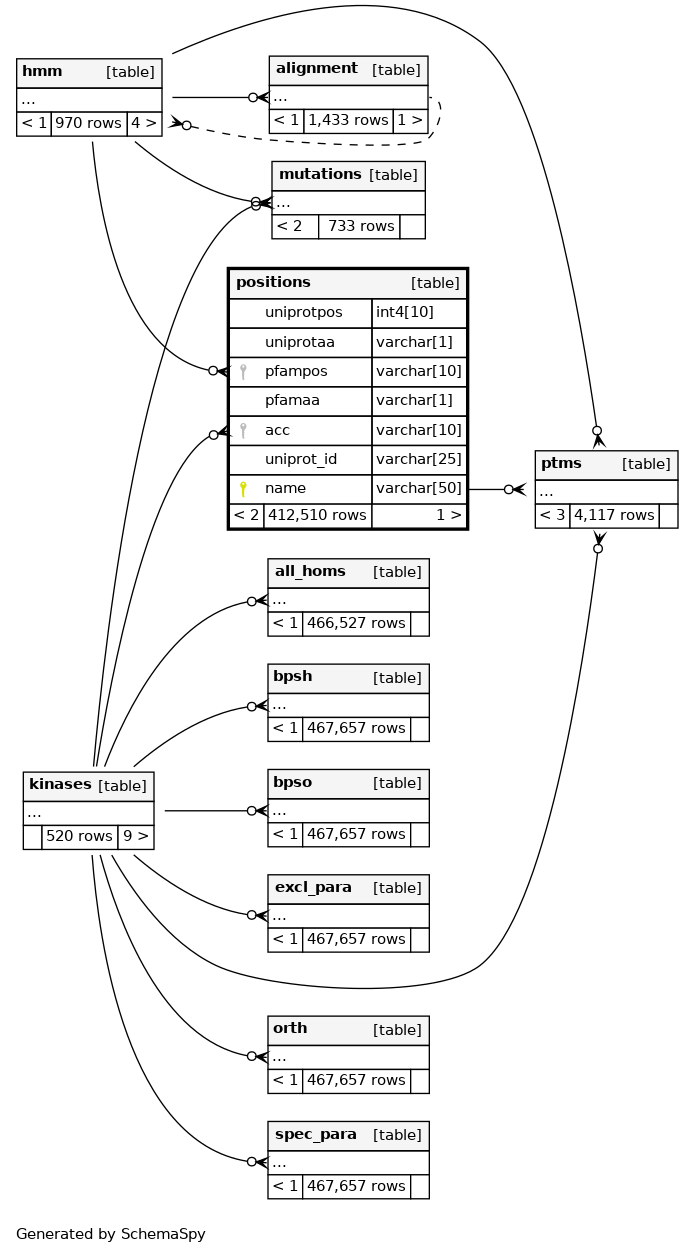 hmm [table]
...
< 1 970 rows 4 >
alignment [table]
...
< 1 1,433 rows 1 >
mutations [table]
...
< 2 733 rows
positions [table]
uniprotpos int4[10]
uniprotaa varchar[1]
pfampos varchar[10]
pfamaa varchar[1]
acc varchar[10]
uniprot_id varchar[25]
name varchar[50]
< 2 412,510 rows 1 >
ptms [table]
...
< 3 4,117 rows
all_homs [table]
...
< 1 466,527 rows
bpsh [table]
...
< 1 467,657 rows
kinases [table]
...
520 rows 9 >
bpso [table]
...
< 1 467,657 rows
excl_para [table]
...
< 1 467,657 rows
orth [table]
...
< 1 467,657 rows
spec_para [table]
...
< 1 467,657 rows
Generated by SchemaSpy